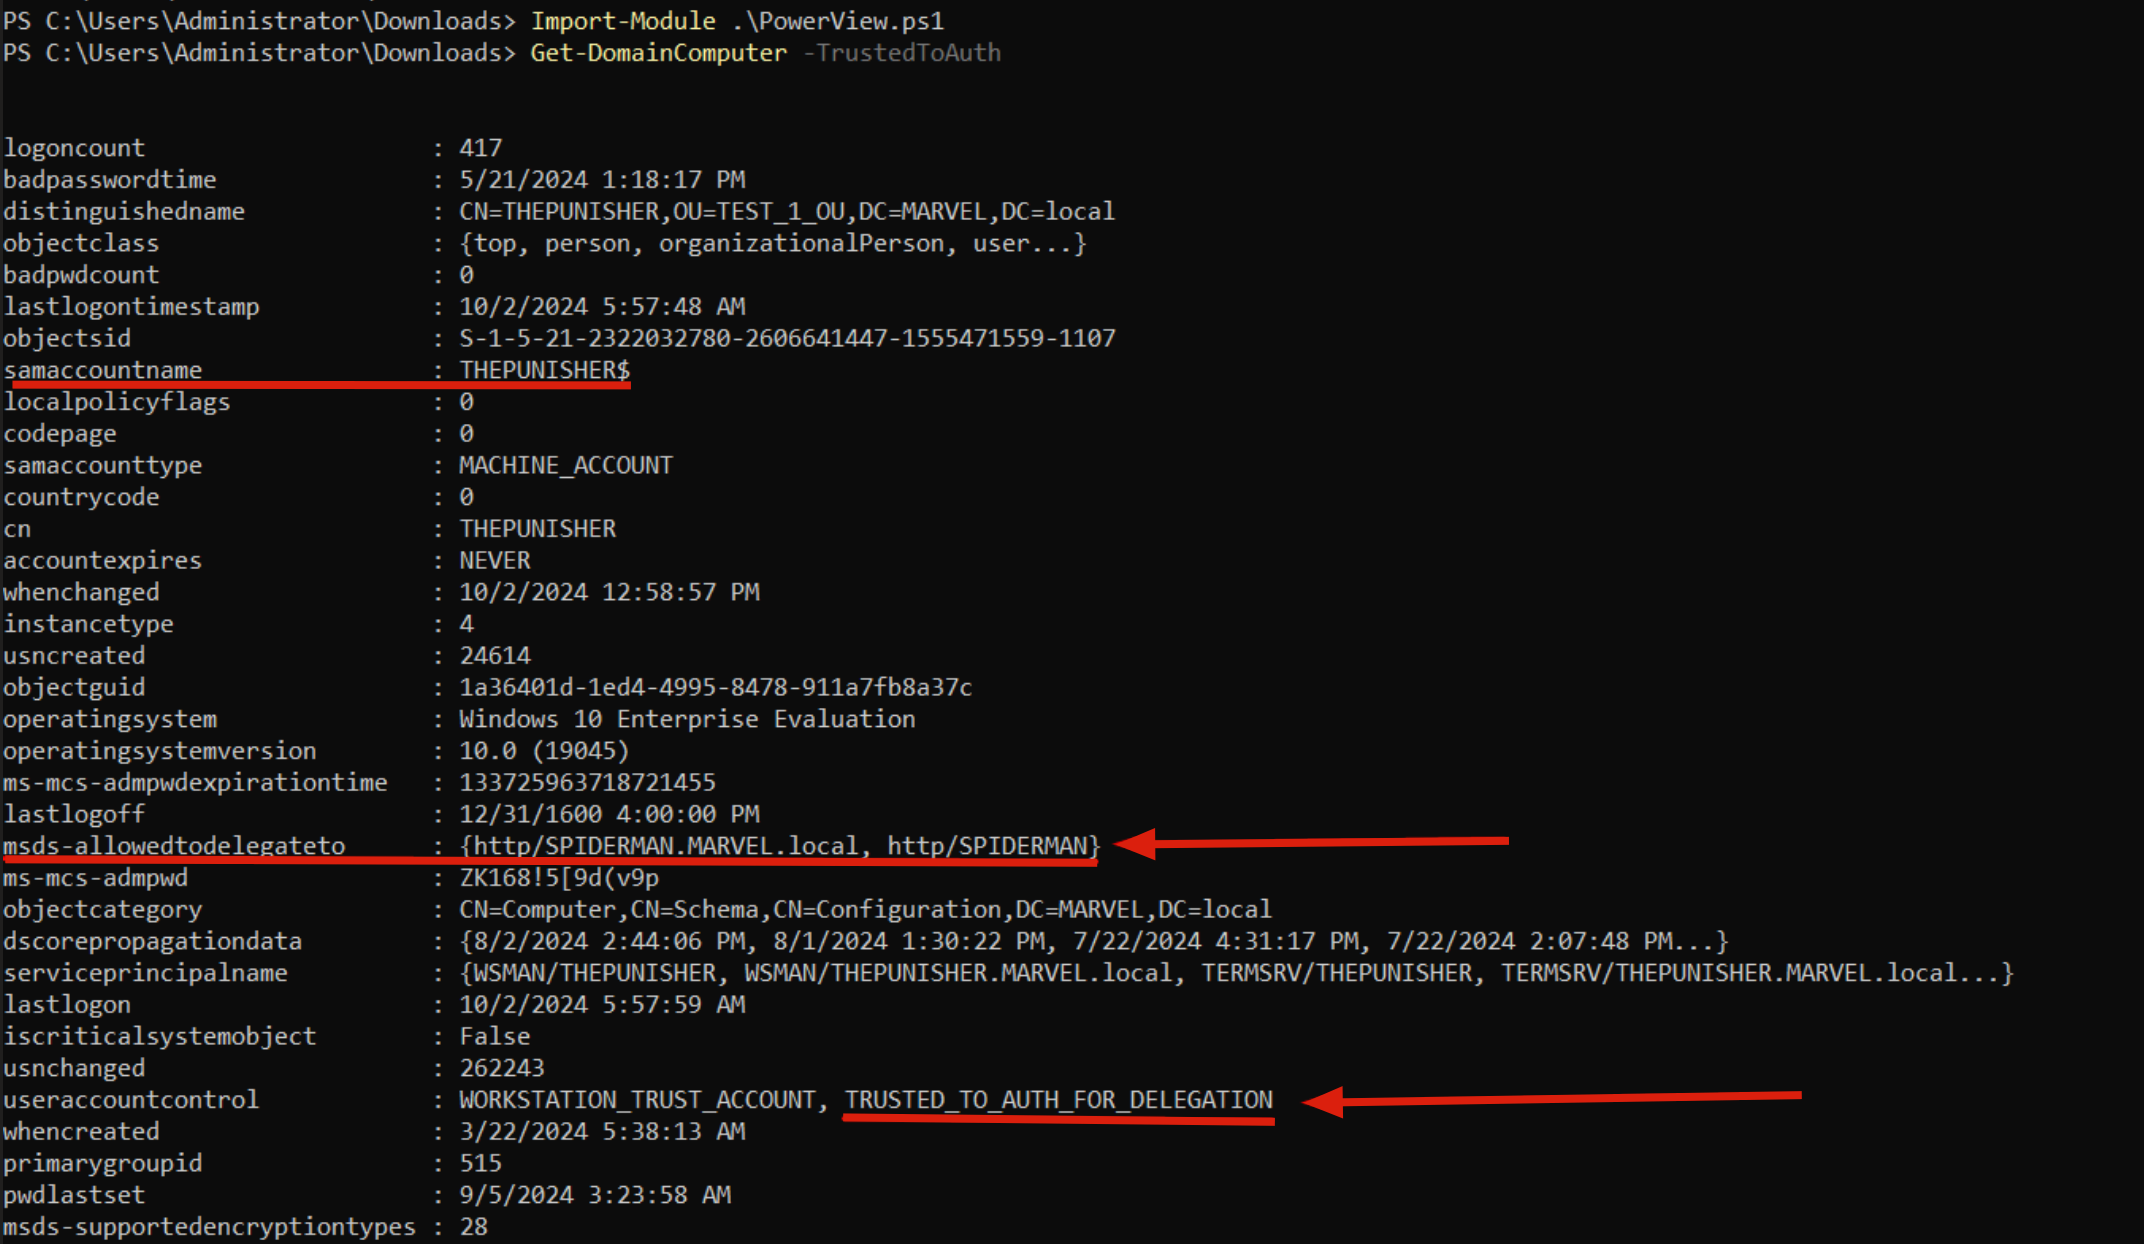 PS C:\Users\Administrator\Downloads> Import-Module .\PowerView.ps1
PS C:\Users\Administrator\Downloads> Get-DomainComputer -TrustedToAuth
logoncount : 417
badpasswordtime : 5/21/2024 1:18:17 PM
distinguishedname : CN=THEPUNISHER,OU=TEST_1_OU,DC=MARVEL,DC=local
objectclass : {top, person, organizationalPerson, user...}
badpwdcount : 0
lastlogontimestamp : 10/2/2024 5:57:48 AM
objectsid : S-1-5-21-2322032780-2606641447-1555471559-1107
samaccountname : THEPUNISHER$
localpolicyflags : 0
codepage : 0
samaccounttype : MACHINE_ACCOUNT
countrycode : 0
cn : THEPUNISHER
accountexpires : NEVER
whenchanged : 10/2/2024 12:58:57 PM
instancetype : 4
usncreated : 24614
objectguid : 1a36401d-1ed4-4995-8478-911a7fb8a37c
operatingsystem : Windows 10 Enterprise Evaluation
operatingsystemversion : 10.0 (19045)
ms-mcs-admpwdexpirationtime : 133725963718721455
lastlogoff : 12/31/1600 4:00:00 PM
msds-allowedtodelegateto : {http/SPIDERMAN.MARVEL.local, http/SPIDERMAN}
ms-mcs-admpwd : ZK168!5[9d(v9p
objectcategory : CN=Computer,CN=Schema,CN=Configuration,DC=MARVEL,DC=local
dscorepropagationdata : {8/2/2024 2:44:06 PM, 8/1/2024 1:30:22 PM, 7/22/2024 4:31:17 PM, 7/22/2024 2:07:48 PM...}
serviceprincipalname : {WSMAN/THEPUNISHER, WSMAN/THEPUNISHER.MARVEL.local, TERMSRV/THEPUNISHER, TERMSRV/THEPUNISHER.MARVEL.local...}
lastlogon : 10/2/2024 5:57:59 AM
iscriticalsystemobject : False
usnchanged : 262243
useraccountcontrol : WORKSTATION_TRUST_ACCOUNT, TRUSTED_TO_AUTH_FOR_DELEGATION
whencreated : 3/22/2024 5:38:13 AM
primarygroupid : 515
pwdlastset : 9/5/2024 3:23:58 AM
msds-supportedencryptiontypes : 28